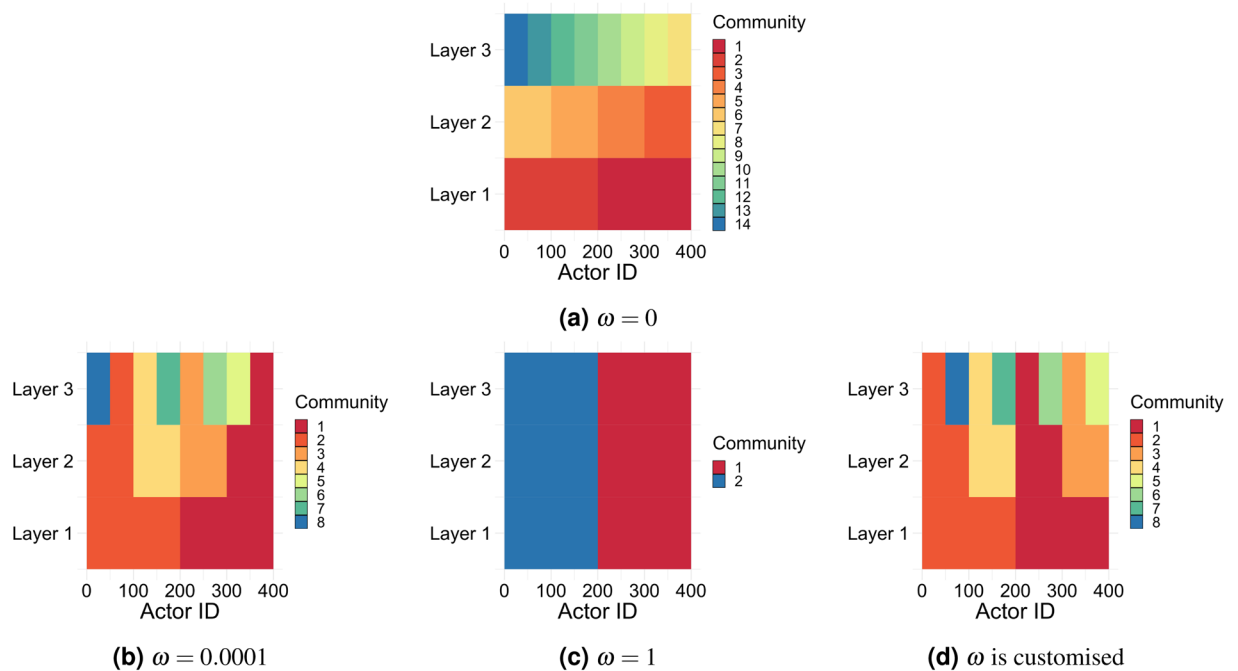 Community
Layer 3
Layer 2
Layer 1
1
2
3
4
5
6
7
8
9
10
11
12
13
14
0 100 200 300 400
Actor ID
(a) ω = 0
Layer 3
Layer 2
Layer 1
0 100 200 300 400
Actor ID
Community
1
2
3
4
5
6
7
8
(b) ω = 0.0001
Layer 3
Layer 2
Layer 1
0 100 200 300 400
Actor ID
Community
1
2
(c) ω = 1
Layer 3
Layer 2
Layer 1
0 100 200 300 400
Actor ID
Community
1
2
3
4
5
6
7
8
(d) ω is customised